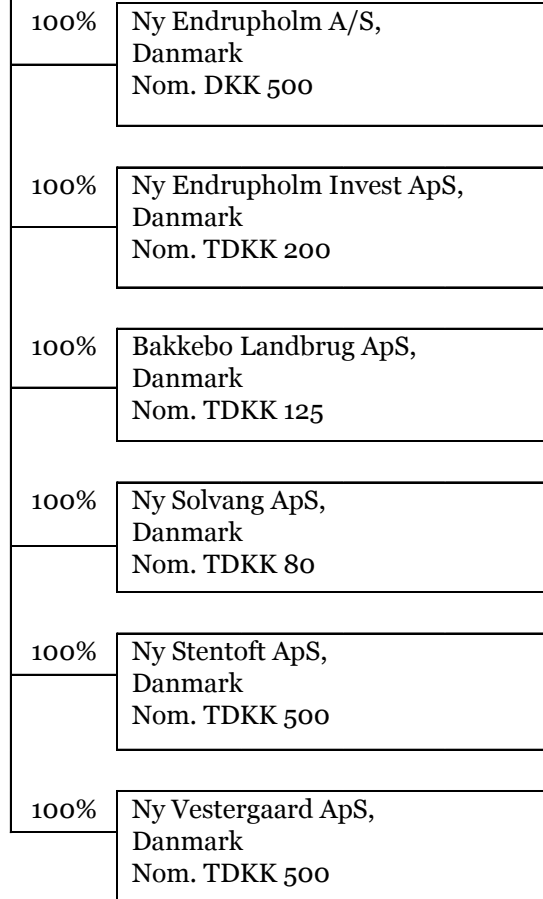 100%
Ny Endrupholm A/S,
Danmark
Nom. DKK 500
100%
Ny Endrupholm Invest ApS,
Danmark
Nom. TDKK 200
100%
Bakkebo Landbrug ApS,
Danmark
Nom. TDKK 125
100%
Ny Solvang ApS,
Danmark
Nom. TDKK 80
100%
Ny Stentoft ApS,
Danmark
Nom. TDKK 500
100%
Ny Vestergaard ApS,
Danmark
Nom. TDKK 500